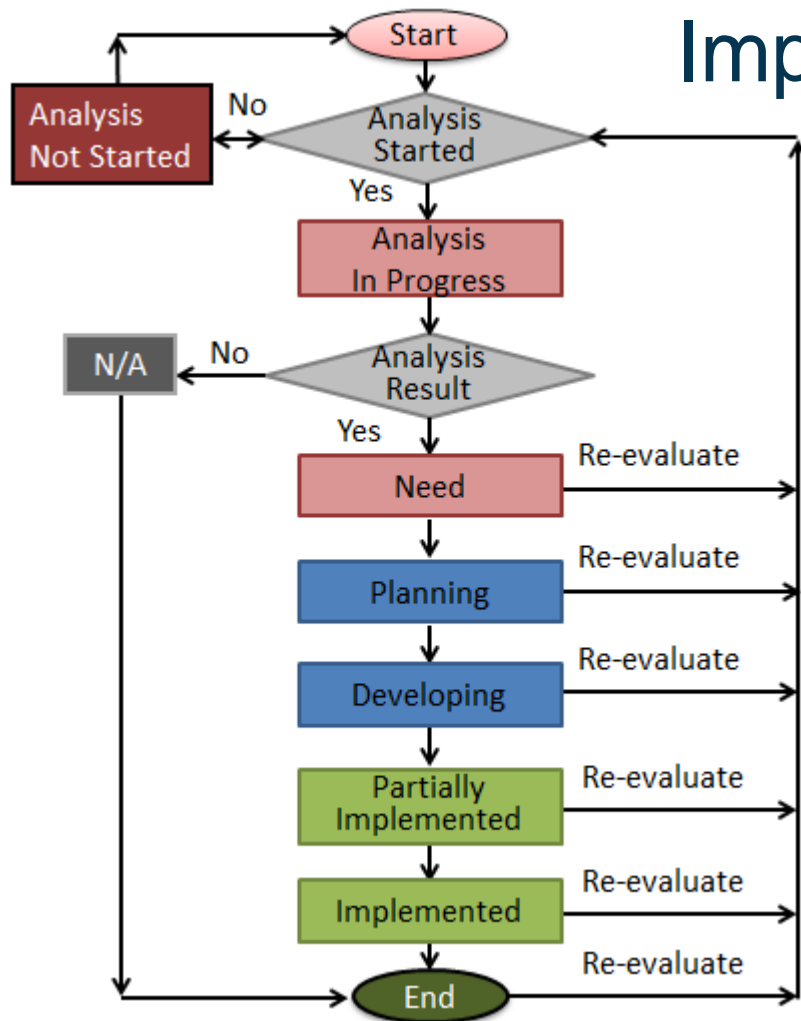 Start
Imp
Analysis
Not Started
No
Analysis
Started
Yes
Analysis
In Progress
N/A
No
Analysis
Result
Yes
Need
Re-evaluate
Planning
Re-evaluate
Developing
Re-evaluate
Partially
Implemented
Re-evaluate
Implemented
Re-evaluate
End
Re-evaluate